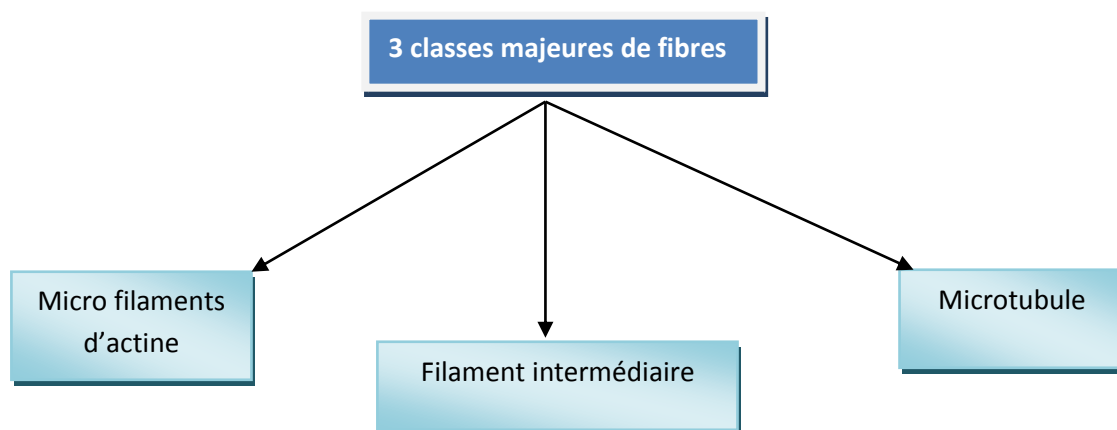 3 classes majeures de fibres
Micro filaments
d’actine
Filament intermédiaire
Microtubule